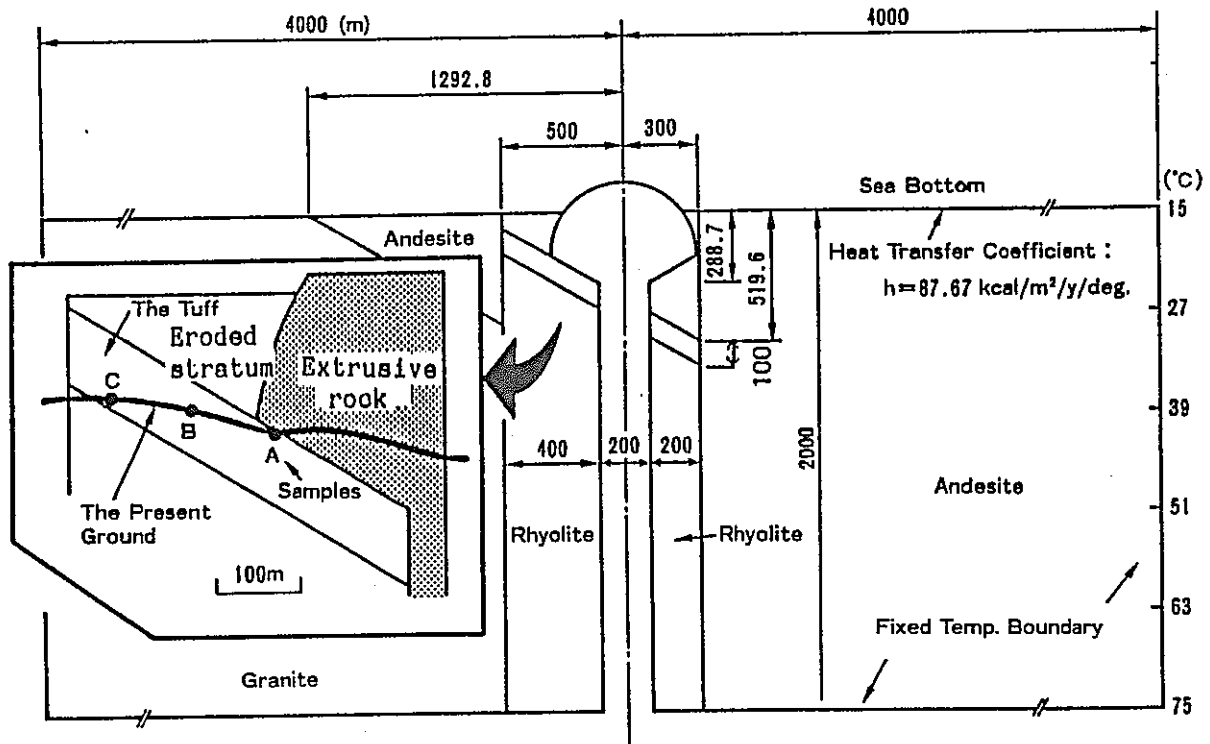 4000 (m)
4000
1292.8
500
300
Sea Bottom
(°C)
15
Andesite
288.7
519.6
Heat Transfer Coefficient :
h=87.67 kcal/m²/y/deg.
The Tuff
Eroded
stratum
Extrusive
rook
27
100
C
B
A
39
Samples
400
200
200
2000
Andesite
The Present
Ground
51
Rhyolite
Rhyolite
100m
63
Fixed Temp. Boundary
Granite
75